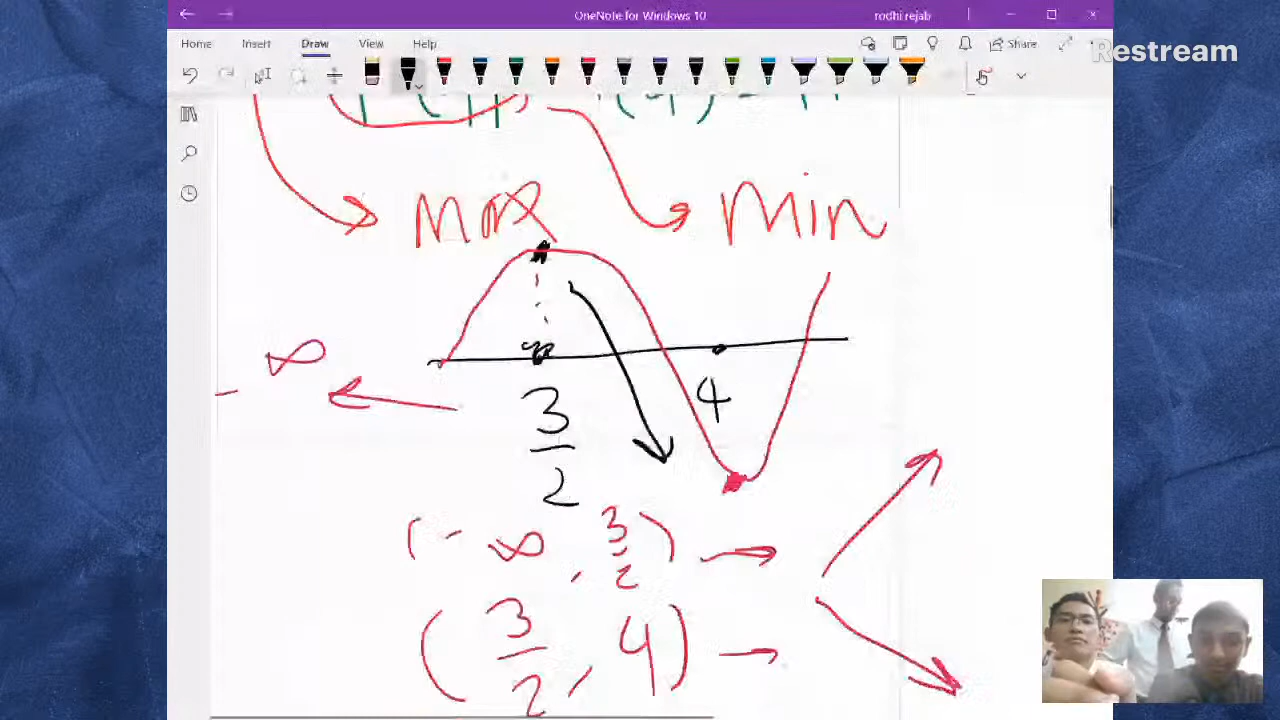 OneNote for Windows 10
rodhi rejab
Home Insert Draw View Help
Share
Restream
Max
Min
- ∞
3/2
4
(- ∞, 3/2) →
(3/2, 4) →